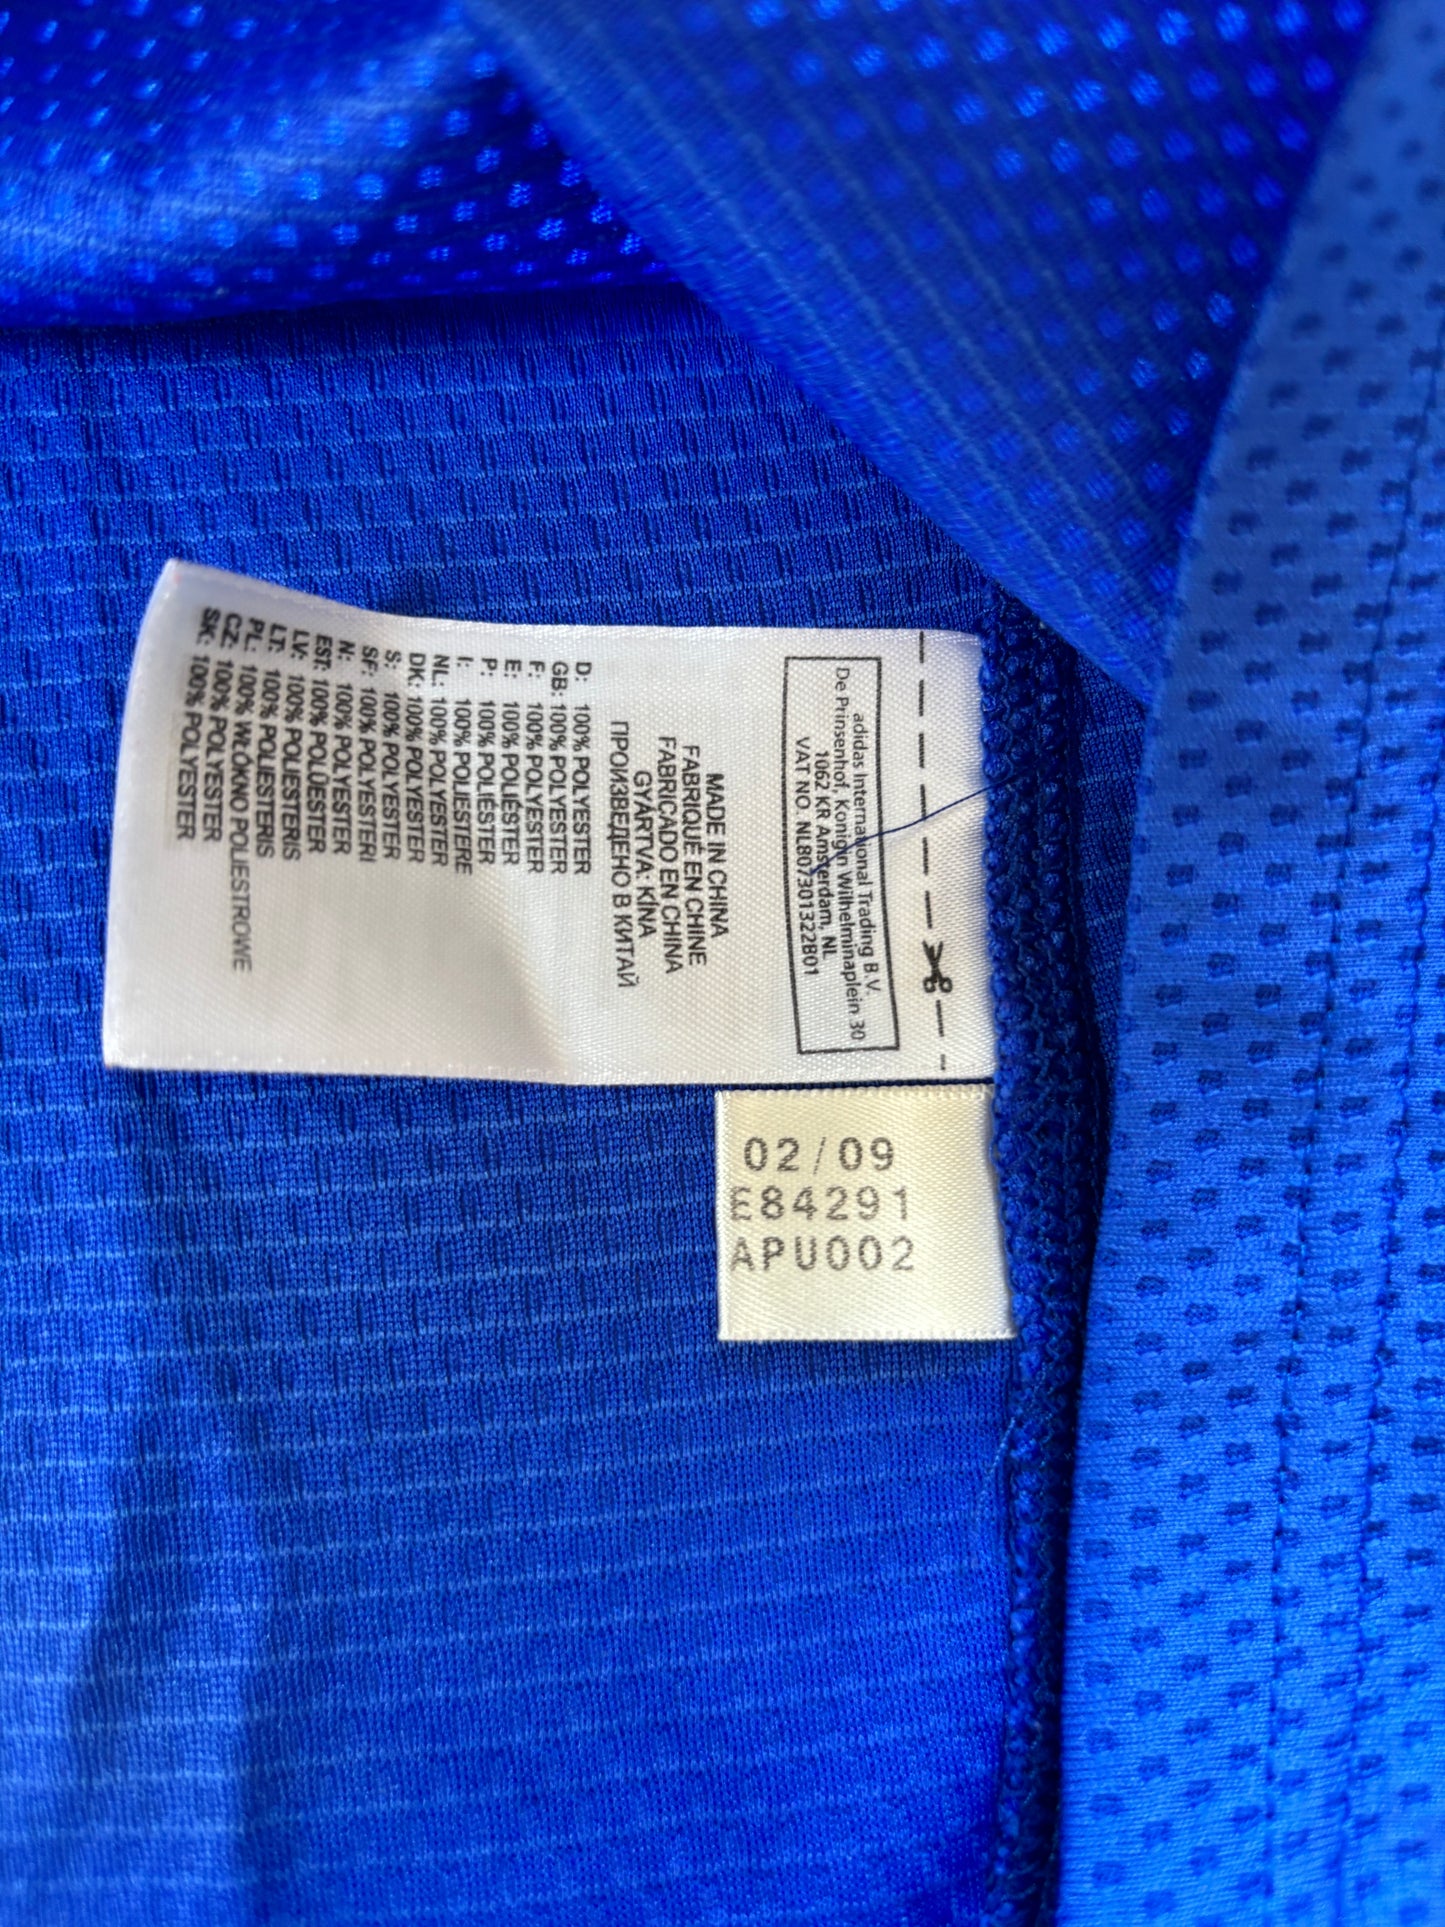 adidas International Trading B.V.
De Prinsenhof, Konigin Wilhelminaplein 30
1062 KR Amsterdam, NL
VAT NO. NL807301322B01
MADE IN CHINA
FABRIQUÉ EN CHINE
FABRICADO EN CHINA
GYÁRTVA: KÍNA
ПРОИЗВЕДЕНО В КИТАЙ
D: 100% POLYESTER
GB: 100% POLYESTER
F: 100% POLYESTER
E: 100% POLIÉSTER
P: 100% POLIÉSTER
I: 100% POLIESTERE
NL: 100% POLYESTER
DK: 100% POLYESTER
S: 100% POLYESTER
SF: 100% POLYESTERI
N: 100% POLYESTER
EST: 100% POLÜESTER
LV: 100% POLIESTERIS
LT: 100% POLIESTERIS
PL: 100% WŁÓKNO POLIESTROWE
CZ: 100% POLYESTER
SK: 100% POLYESTER
02/09
E84291
APU002